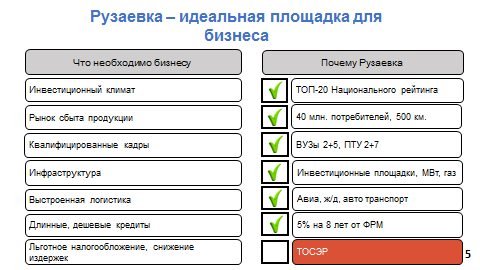 Рузаевка – идеальная площадка для
бизнеса
Что необходимо бизнесу
Почему Рузаевка
Инвестиционный климат
ТОП-20 Национального рейтинга
Рынок сбыта продукции
40 млн. потребителей, 500 км.
Квалифицированные кадры
ВУЗы 2+5, ПТУ 2+7
Инфраструктура
Инвестиционные площадки, МВт, газ
Выстроенная логистика
Авиа, ж/д, авто транспорт
Длинные, дешевые кредиты
5% на 8 лет от ФРМ
Льготное налогообложение, снижение
издержек
ТОСЭР
5